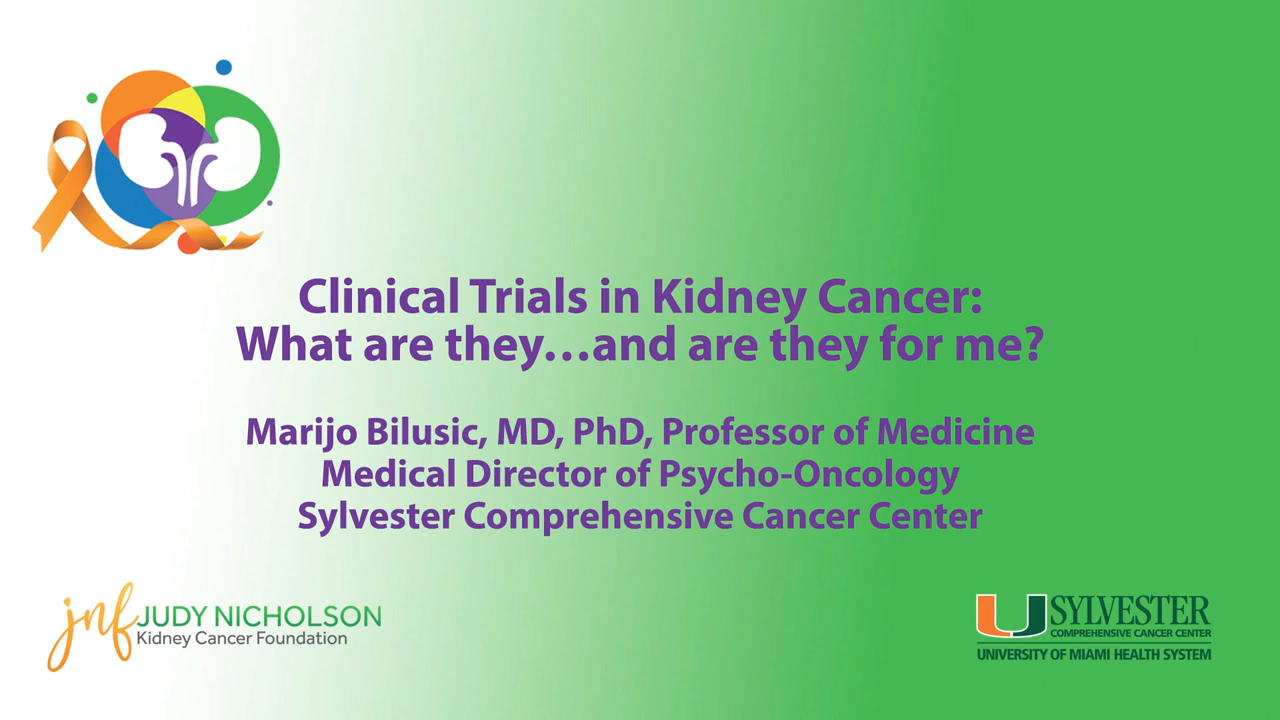 Clinical Trials in Kidney Cancer:
What are they...and are they for me?
Marijo Bilusic, MD, PhD, Professor of Medicine
Medical Director of Psycho-Oncology
Sylvester Comprehensive Cancer Center
jnf JUDY NICHOLSON
Kidney Cancer Foundation
U SYLVESTER
COMPREHENSIVE CANCER CENTER
UNIVERSITY OF MIAMI HEALTH SYSTEM